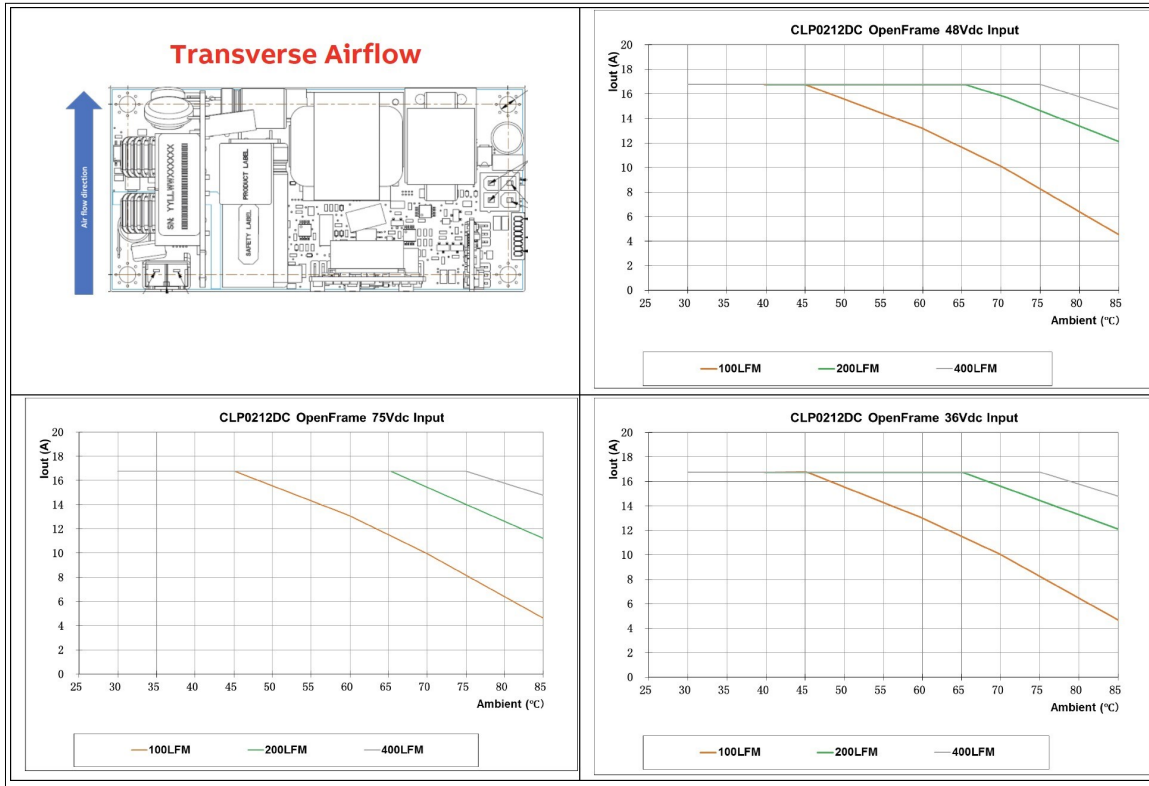 Transverse Airflow
Air flow direction
SN: YYLLWWXXXXXX
PRODUCT LABEL
SAFETY LABEL
CLP0212DC OpenFrame 48Vdc Input
Iout (A)
20
18
16
14
12
10
8
6
4
2
0
25 30 35 40 45 50 55 60 65 70 75 80 85
Ambient (℃)
100LFM 200LFM 400LFM
CLP0212DC OpenFrame 75Vdc Input
Iout (A)
20
18
16
14
12
10
8
6
4
2
0
25 30 35 40 45 50 55 60 65 70 75 80 85
Ambient (℃)
100LFM 200LFM 400LFM
CLP0212DC OpenFrame 36Vdc Input
Iout (A)
20
18
16
14
12
10
8
6
4
2
0
25 30 35 40 45 50 55 60 65 70 75 80 85
Ambient (℃)
100LFM 200LFM 400LFM